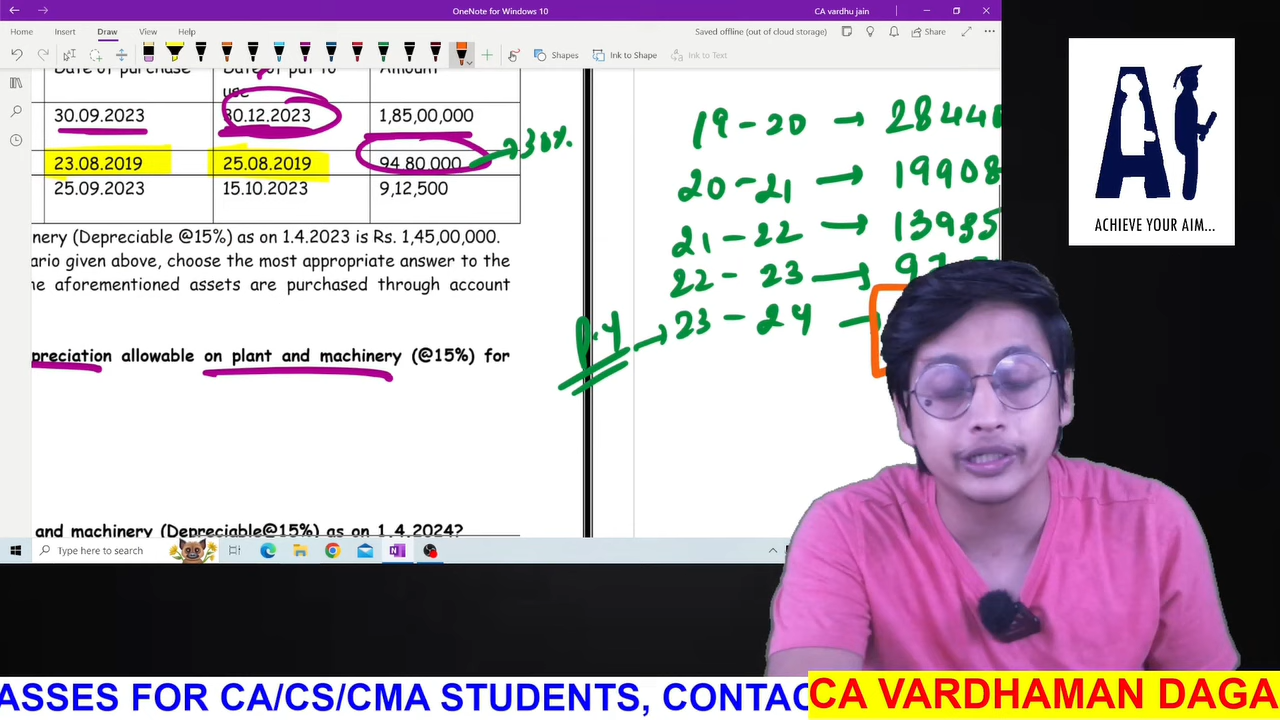 OneNote for Windows 10
CA vardhu jain
Home Insert Draw View Help
Saved offline (out of cloud storage)
Share
Shapes
Ink to Shape
Ink to Text
Date of purchase Date of put to use Amount
30.09.2023 30.12.2023 1,85,00,000
23.08.2019 25.08.2019 94,80,000
30%
25.09.2023 15.10.2023 9,12,500
nery (Depreciable @15%) as on 1.4.2023 is Rs. 1,45,00,000.
ario given above, choose the most appropriate answer to the
he aforementioned assets are purchased through account
preciation allowable on plant and machinery (@15%) for
and machinery (Depreciable@15%) as on 1.4.2024?
19-20 → 28440
20-21 → 19908
21-22 → 13935
22-23 →
P.Y → 23-24 →
Type here to search
AI
ACHIEVE YOUR AIM...
ASSES FOR CA/CS/CMA STUDENTS, CONTAC
CA VARDHAMAN DAGA